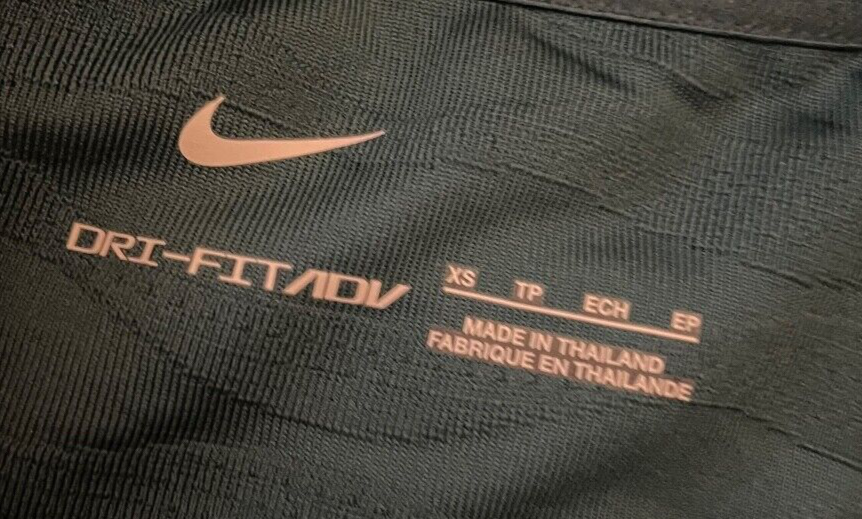 DRI-FIT ADV
XS TP ECH EP
MADE IN THAILAND
FABRIQUE EN THAILANDE